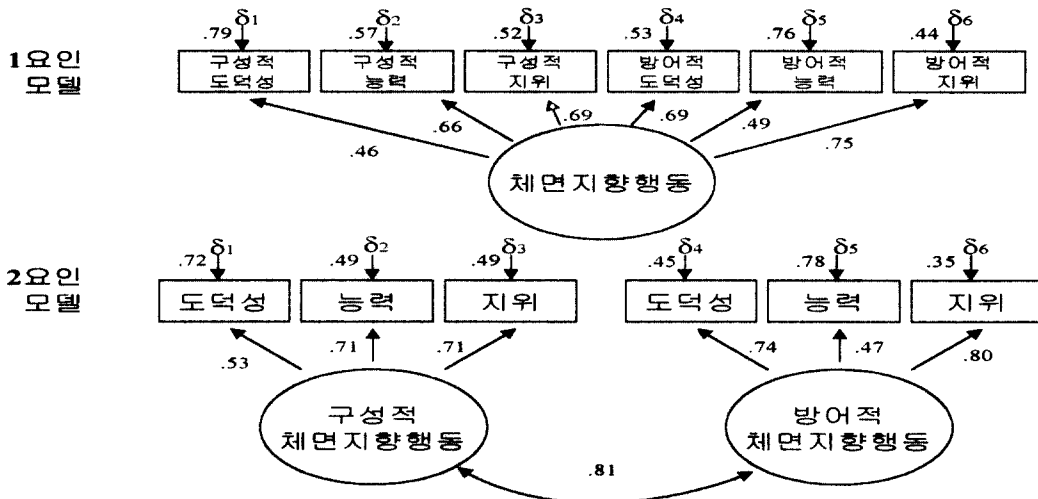 δ1 δ2 δ3 δ4 δ5 δ6
.79 .57 .52 .53 .76 .44
1요인
모델
구성적
도덕성
구성적
능력
구성적
지위
방어적
도덕성
방어적
능력
방어적
지위
.46 .66 .69 .69 .49 .75
체면지향행동
2요인
모델
δ1 δ2 δ3 δ4 δ5 δ6
.72 .49 .49 .45 .78 .35
도덕성 능력 지위 도덕성 능력 지위
.53 .71 .71 .74 .47 .80
구성적
체면지향행동
방어적
체면지향행동
.81